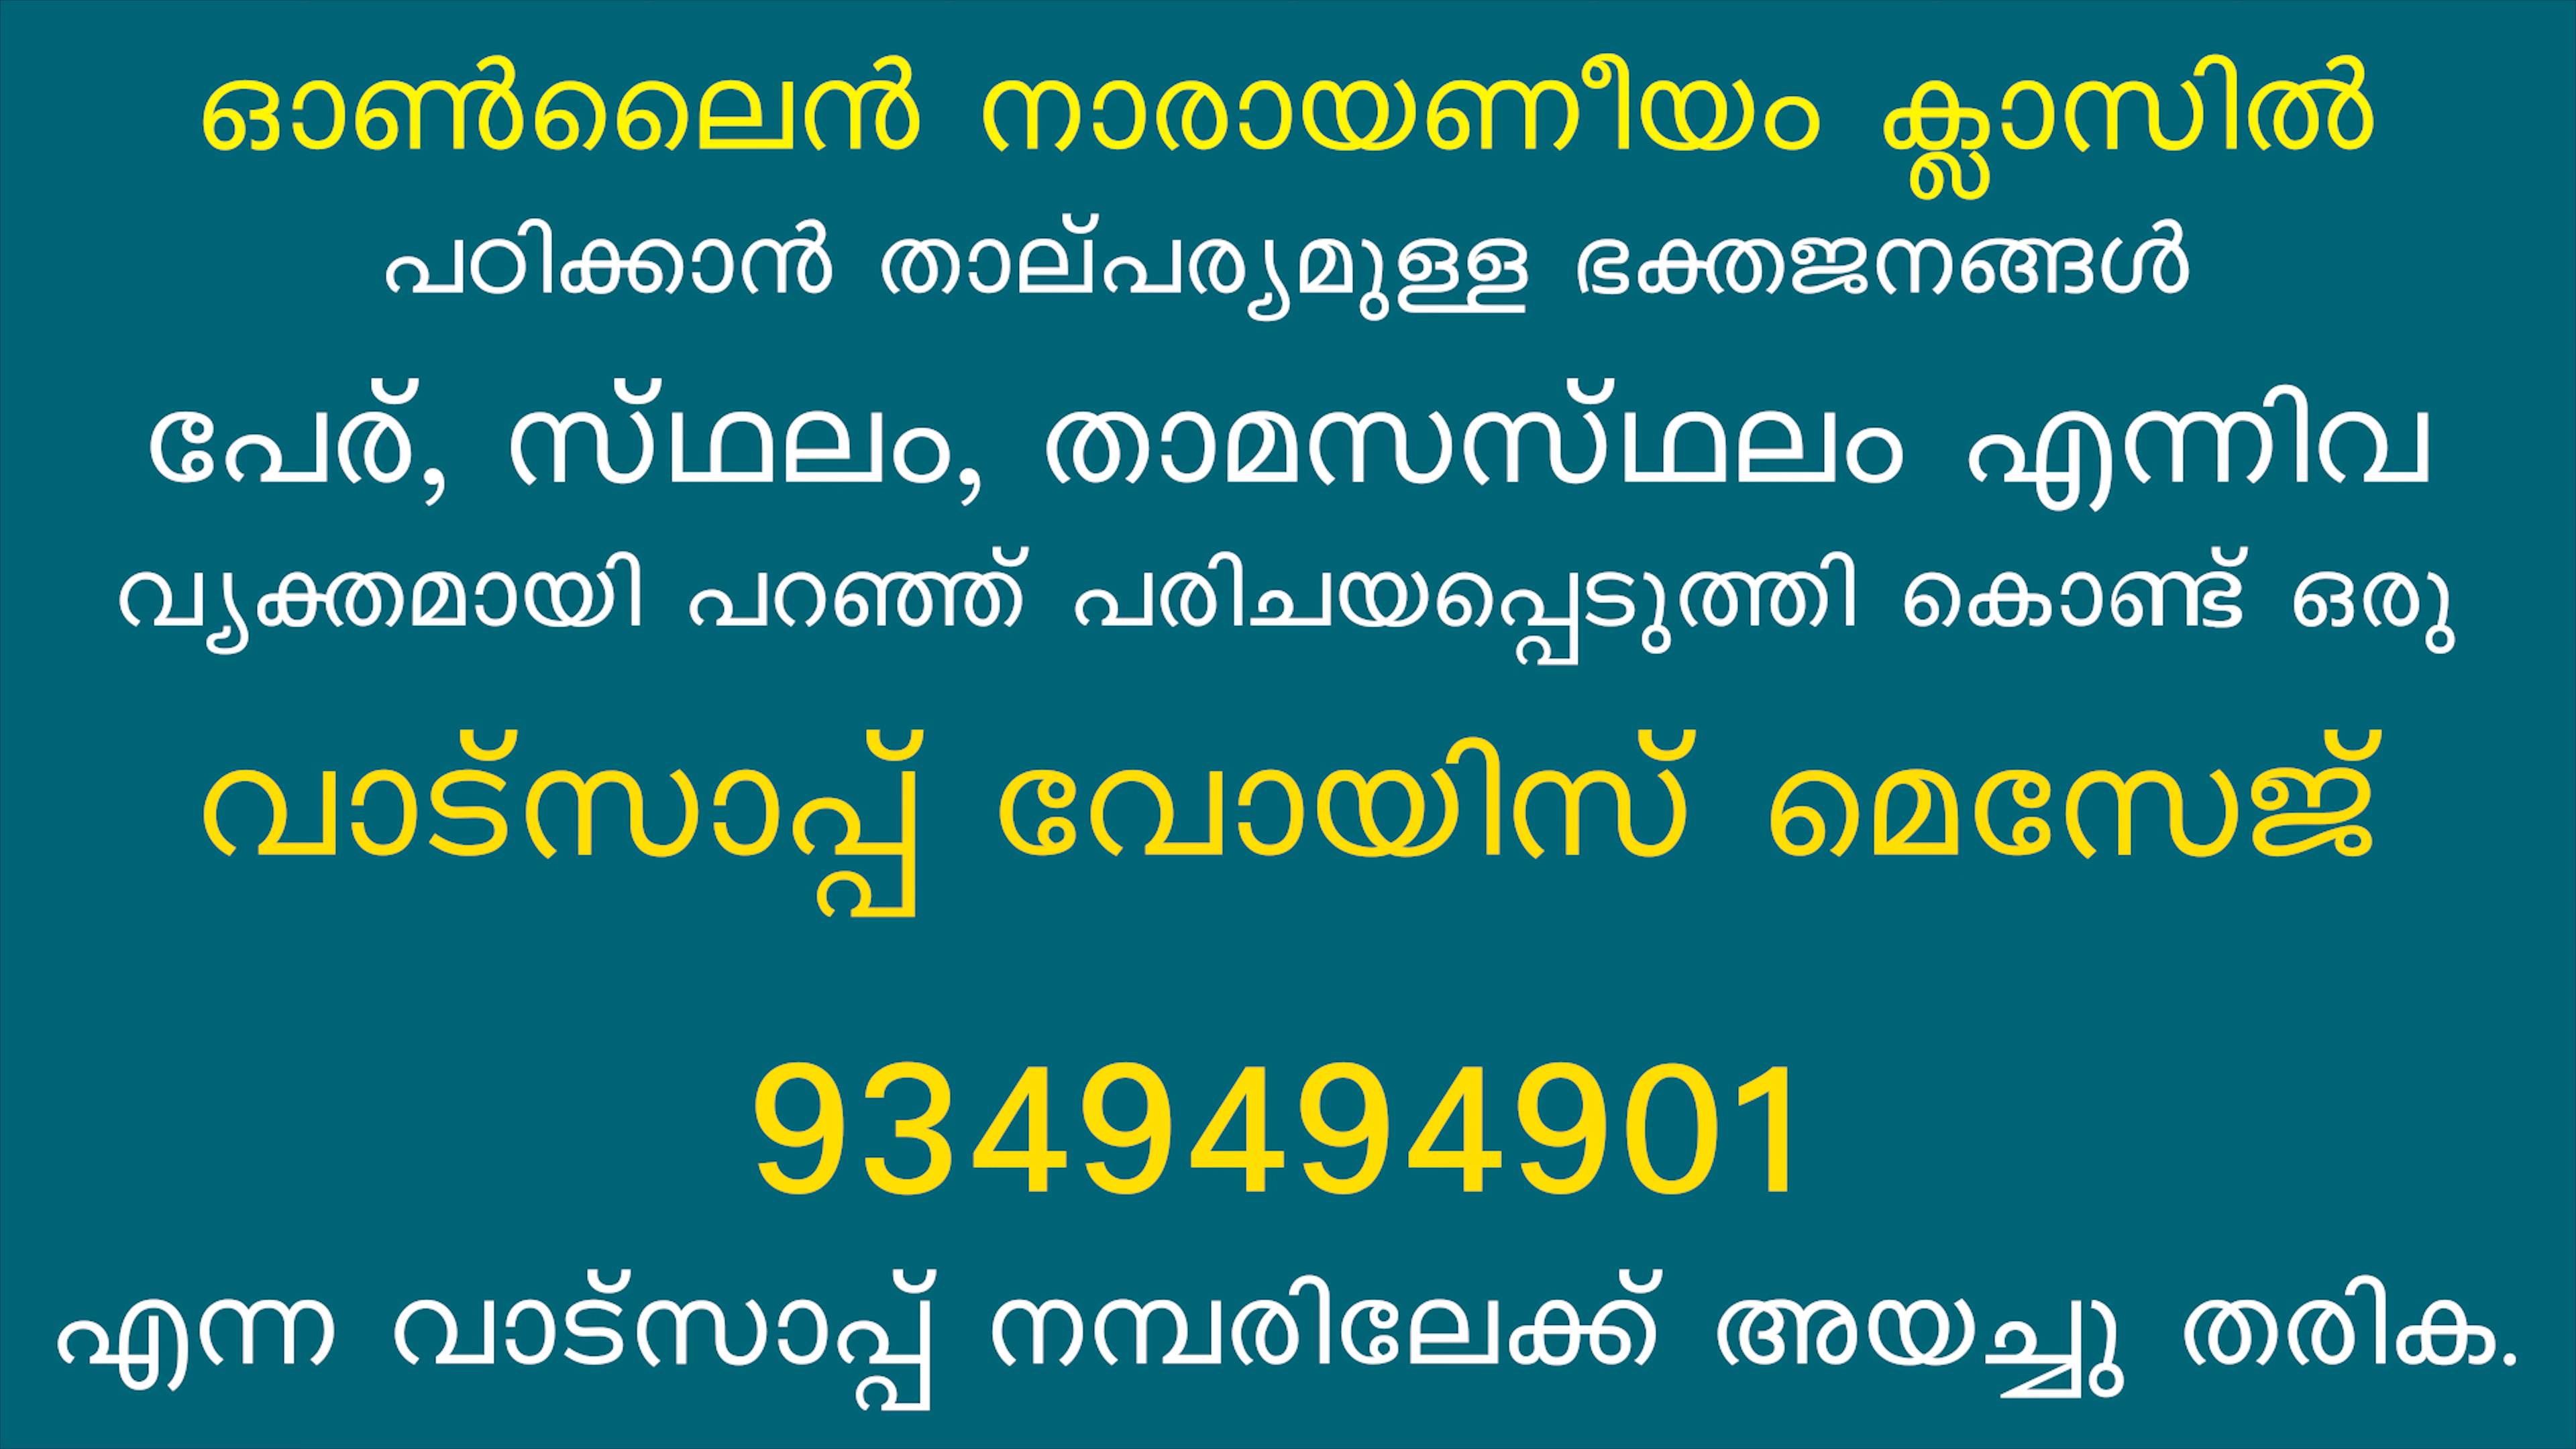 ഓൺലൈൻ നാരായണീയം ക്ലാസിൽ
പഠിക്കാൻ താല്പര്യമുള്ള ഭക്തജനങ്ങൾ
പേര്, സ്ഥലം, താമസസ്ഥലം എന്നിവ
വ്യക്തമായി പറഞ്ഞ് പരിചയപ്പെടുത്തി കൊണ്ട് ഒരു
വാട്സാപ്പ് വോയിസ് മെസേജ്
9349494901
എന്ന വാട്സാപ്പ് നമ്പരിലേക്ക് അയച്ചു തരിക.